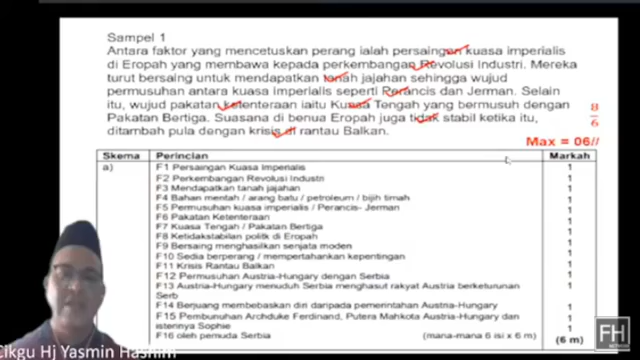 Sampel 1
Antara faktor yang mencetuskan perang ialah persaingan kuasa imperialis
di Eropah yang membawa kepada perkembangan Revolusi Industri. Mereka
turut bersaing untuk mendapatkan tanah jajahan sehingga wujud
permusuhan antara kuasa imperialis seperti Perancis dan Jerman. Selain
itu, wujud pakatan ketenteraan iaitu Kuasa Tengah yang bermusuh dengan
Pakatan Bertiga. Suasana di benua Eropah juga tidak stabil ketika itu,
ditambah pula dengan krisis di rantau Balkan.
8
6
Max = 06//
Skema Perincian Markah
a) F1 Persaingan Kuasa Imperialis 1
F2 Perkembangan Revolusi Industri 1
F3 Mendapatkan tanah jajahan 1
F4 Bahan mentah / arang batu / petroleum / bijih timah 1
F5 Permusuhan kuasa imperialis / Perancis- Jerman 1
F6 Pakatan Ketenteraan 1
F7 Kuasa Tengah / Pakatan Bertiga 1
F8 Ketidakstabilan politk di Eropah 1
F9 Bersaing menghasilkan senjata moden 1
F10 Sedia berperang / mempertahankan kepentingan 1
F11 Krisis Rantau Balkan 1
F12 Permusuhan Austria-Hungary dengan Serbia 1
F13 Austria-Hungary menuduh Serbia menghasut rakyat Austria berketurunan 1
Serb
F14 Berjuang membebaskan diri daripada pemerintahan Austria-Hungary 1
F15 Pembunuhan Archduke Ferdinand, Putera Mahkota Austria-Hungary dan 1
isterinya Sophie
F16 oleh pemuda Serbia (mana-mana 6 isi x 6 m) (6 m)
Cikgu Hj Yasmin Hashim
FH